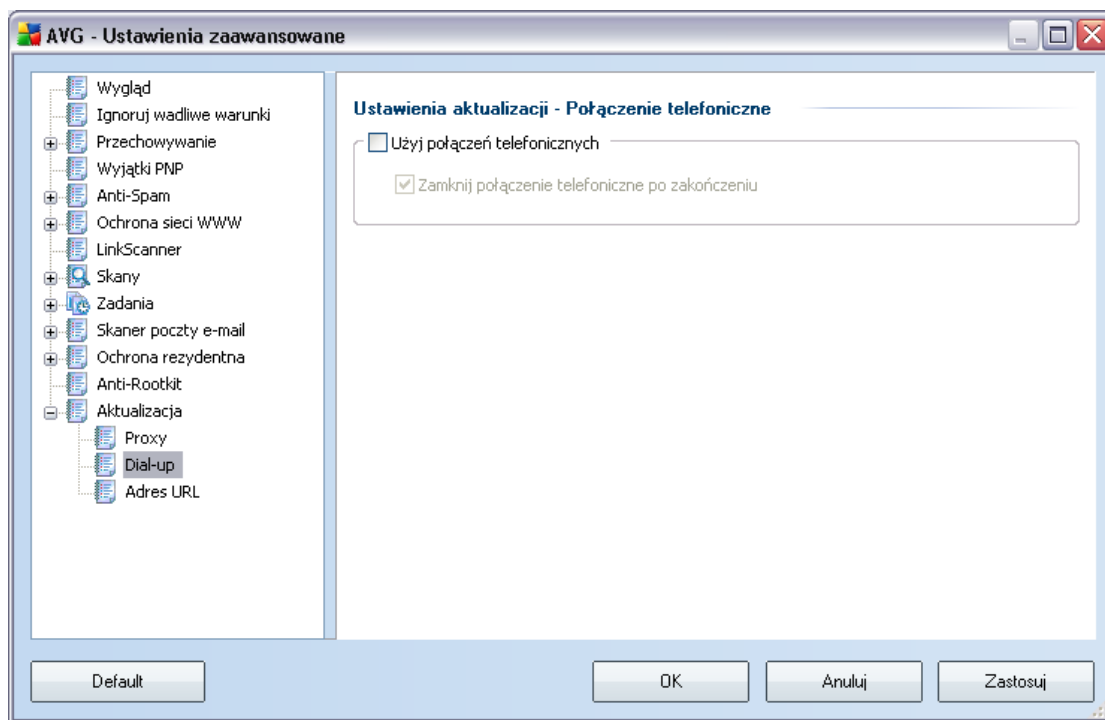 AVG - Ustawienia zaawansowane
Wygląd
Ignoruj wadliwe warunki
Przechowywanie
Wyjątki PNP
Anti-Spam
Ochrona sieci WWW
LinkScanner
Skany
Zadania
Skaner poczty e-mail
Ochrona rezydentna
Anti-Rootkit
Aktualizacja
Proxy
Dial-up
Adres URL
Ustawienia aktualizacji - Połączenie telefoniczne
Użyj połączeń telefonicznych
Zamknij połączenie telefoniczne po zakończeniu
Default
OK
Anuluj
Zastosuj